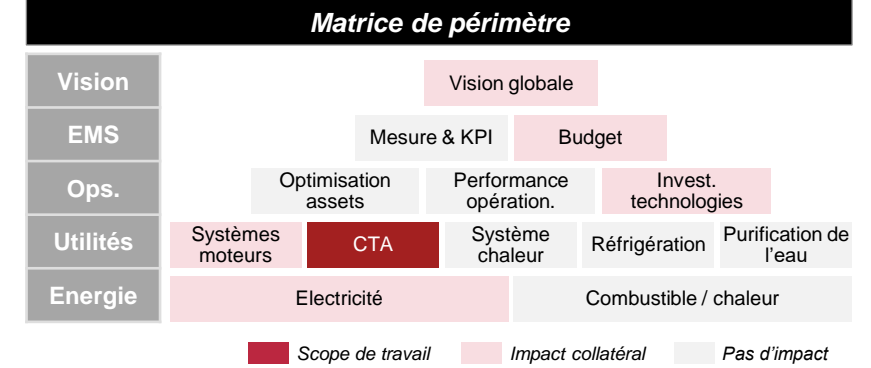 Matrice de périmètre
Vision
Vision globale
EMS
Mesure & KPI
Budget
Ops.
Optimisation
assets
Performance
opération.
Invest.
technologies
Utilités
Systèmes
moteurs
CTA
Système
chaleur
Réfrigération
Purification de
l'eau
Energie
Electricité
Combustible / chaleur
Scope de travail
Impact collatéral
Pas d'impact